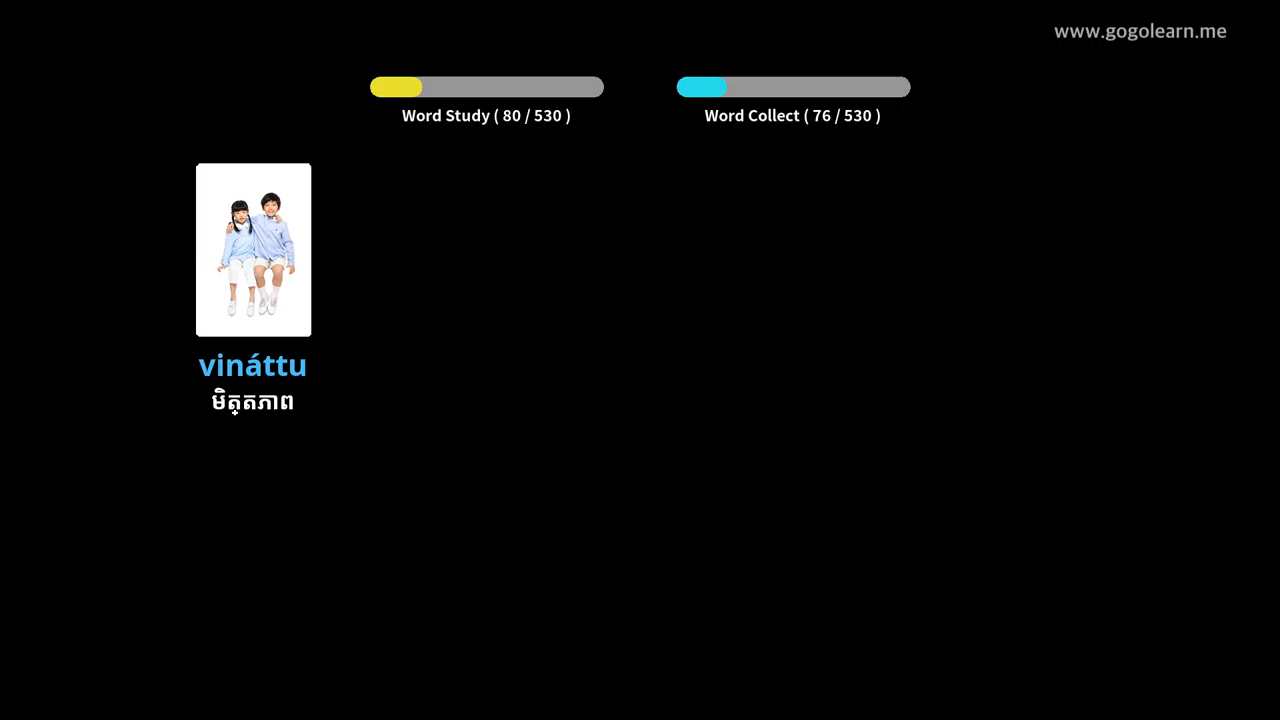 www.gogolearn.me
Word Study ( 80 / 530 )
Word Collect ( 76 / 530 )
vináttu
មិត្តភាព